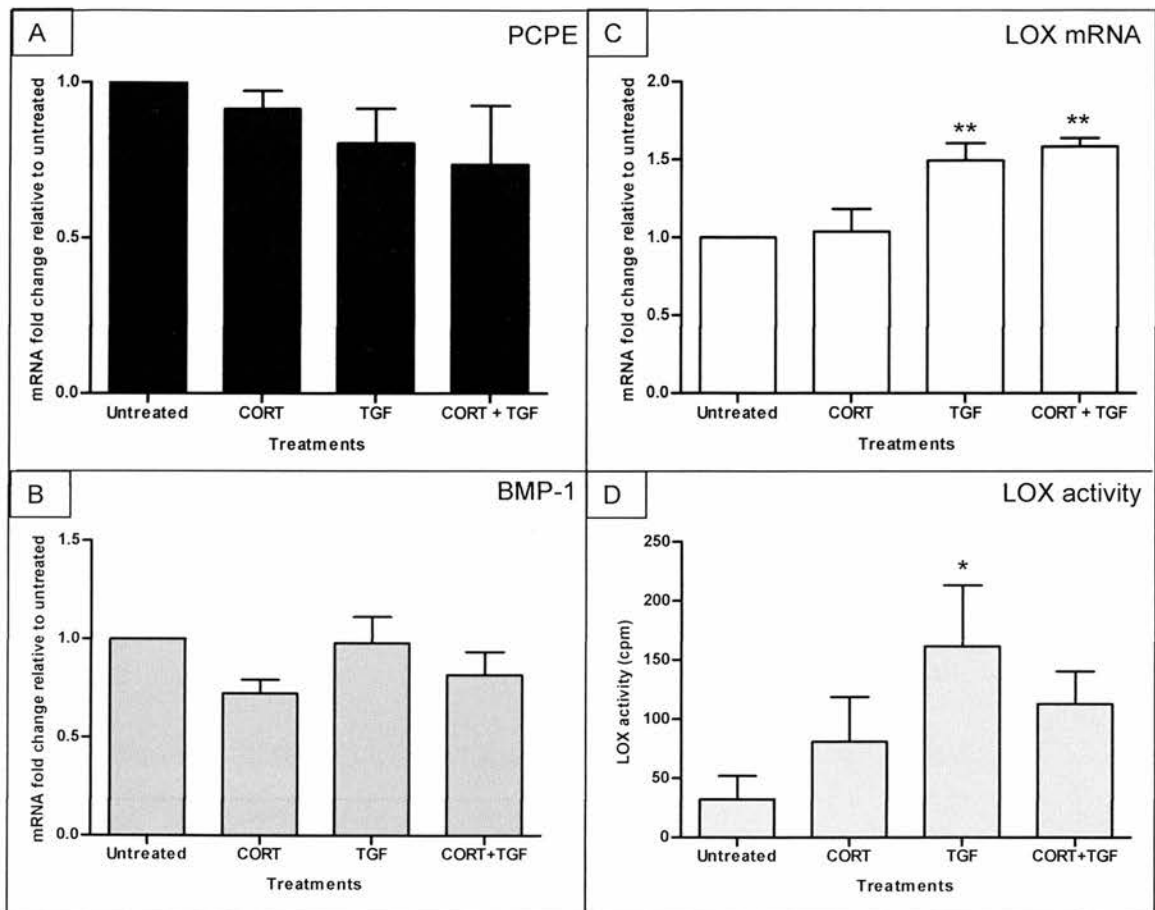 A
PCPE
mRNA fold change relative to untreated
1.0
0.5
0.0
Untreated CORT TGF CORT + TGF
Treatments
B
BMP-1
mRNA fold change relative to untreated
1.5
1.0
0.5
0.0
Untreated CORT TGF CORT+TGF
Treatments
C
LOX mRNA
mRNA fold change relative to untreated
2.0
1.5
1.0
0.5
0.0
**
**
Untreated CORT TGF CORT + TGF
Treatments
D
LOX activity
LOX activity (cpm)
250
200
150
100
50
0
*
Untreated CORT TGF CORT+TGF
Treatments